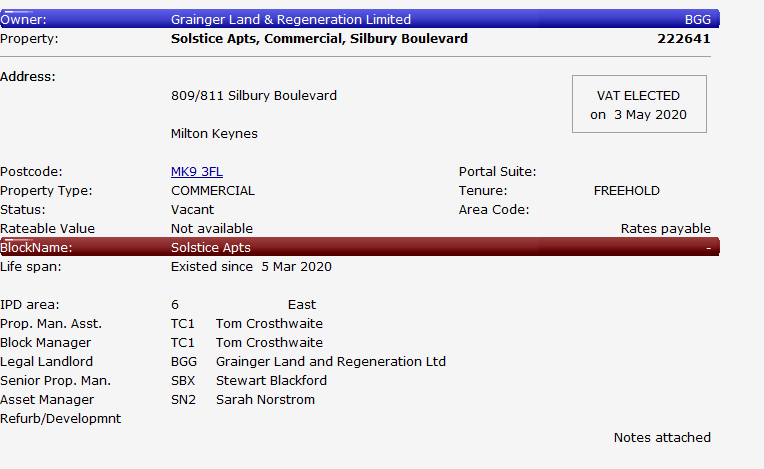 Owner: Grainger Land & Regeneration Limited BGG
Property: Solstice Apts, Commercial, Silbury Boulevard 222641
Address:
809/811 Silbury Boulevard
VAT ELECTED
on 3 May 2020
Milton Keynes
Postcode: MK9 3FL Portal Suite:
Property Type: COMMERCIAL Tenure: FREEHOLD
Status: Vacant Area Code:
Rateable Value Not available Rates payable
BlockName: Solstice Apts -
Life span: Existed since 5 Mar 2020
IPD area: 6 East
Prop. Man. Asst. TC1 Tom Crosthwaite
Block Manager TC1 Tom Crosthwaite
Legal Landlord BGG Grainger Land and Regeneration Ltd
Senior Prop. Man. SBX Stewart Blackford
Asset Manager SN2 Sarah Norstrom
Refurb/Developmnt
Notes attached